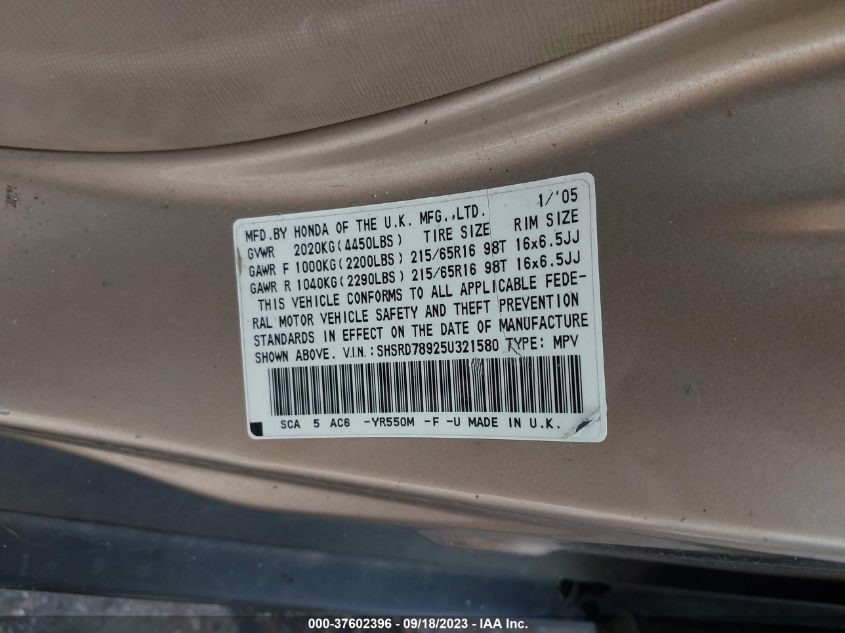 MFD.BY HONDA OF THE U.K. MFG.,LTD. 1/'05
GVWR 2020KG(4450LBS) TIRE SIZE RIM SIZE
GAWR F 1000KG(2200LBS) 215/65R16 98T 16x6.5JJ
GAWR R 1040KG(2290LBS) 215/65R16 98T 16x6.5JJ
THIS VEHICLE CONFORMS TO ALL APPLICABLE FEDE-
RAL MOTOR VEHICLE SAFETY AND THEFT PREVENTION
STANDARDS IN EFFECT ON THE DATE OF MANUFACTURE
SHOWN ABOVE. V.I.N.:SHSRD78925U321580 TYPE: MPV
SCA 5 AC6 -YR550M -F -U MADE IN U.K.
000-37602396 - 09/18/2023 - IAAI.com